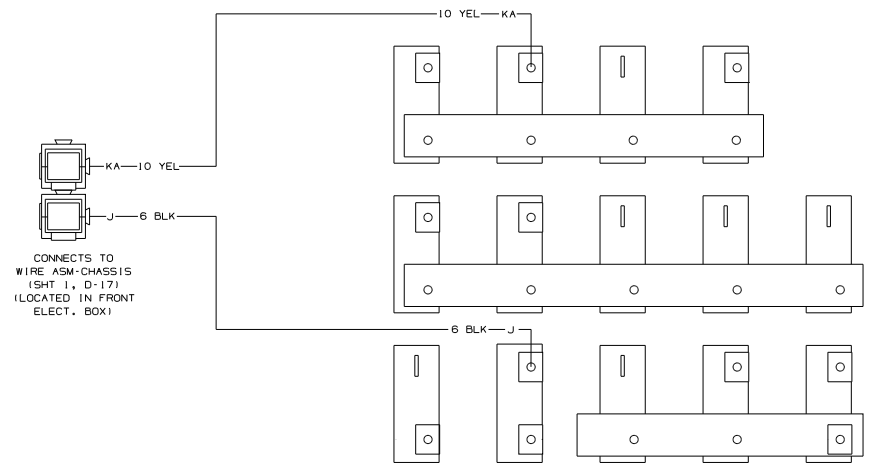 10 YEL KA
KA 10 YEL
J 6 BLK
CONNECTS TO
WIRE ASM-CHASSIS
(SHT 1, D-17)
(LOCATED IN FRONT
ELECT. BOX)
6 BLK J